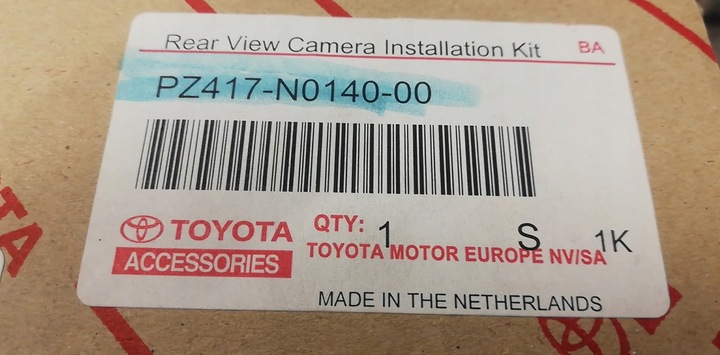 Rear View Camera Installation Kit BA
PZ417-N0140-00
TOYOTA QTY: 1 S 1K
ACCESSORIES TOYOTA MOTOR EUROPE NV/SA
MADE IN THE NETHERLANDS
TA